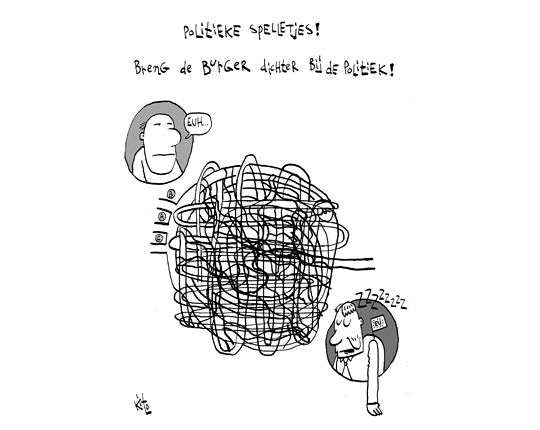 POLITIEKE SPELLETJES!
BRENG DE BURGER DICHTER BIJ DE POLITIEK!
EUH...
B
A
C
ZZZZZZZZ